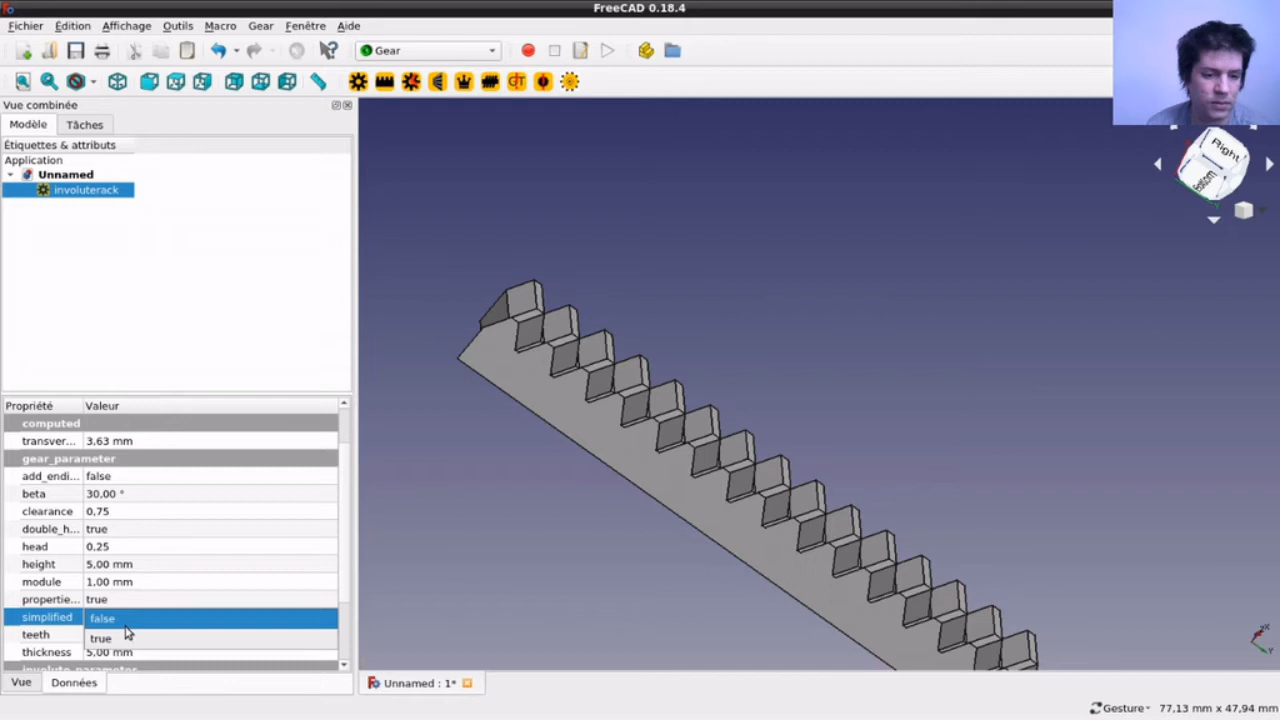 FreeCAD 0.18.4
Fichier Édition Affichage Outils Macro Gear Fenêtre Aide
Gear
Vue combinée
Modèle Tâches
Étiquettes & attributs
Application
Unnamed
involuterack
Propriété Valeur
computed
transver... 3,63 mm
gear_parameter
add_endi... false
beta 30,00 °
clearance 0,75
double_h... true
head 0,25
height 5,00 mm
module 1,00 mm
propertie... true
simplified false
teeth true
thickness 5,00 mm
involute_parameter
Vue Données
Unnamed : 1*
Right
Bottom
Gesture 77,13 mm x 47,94 mm